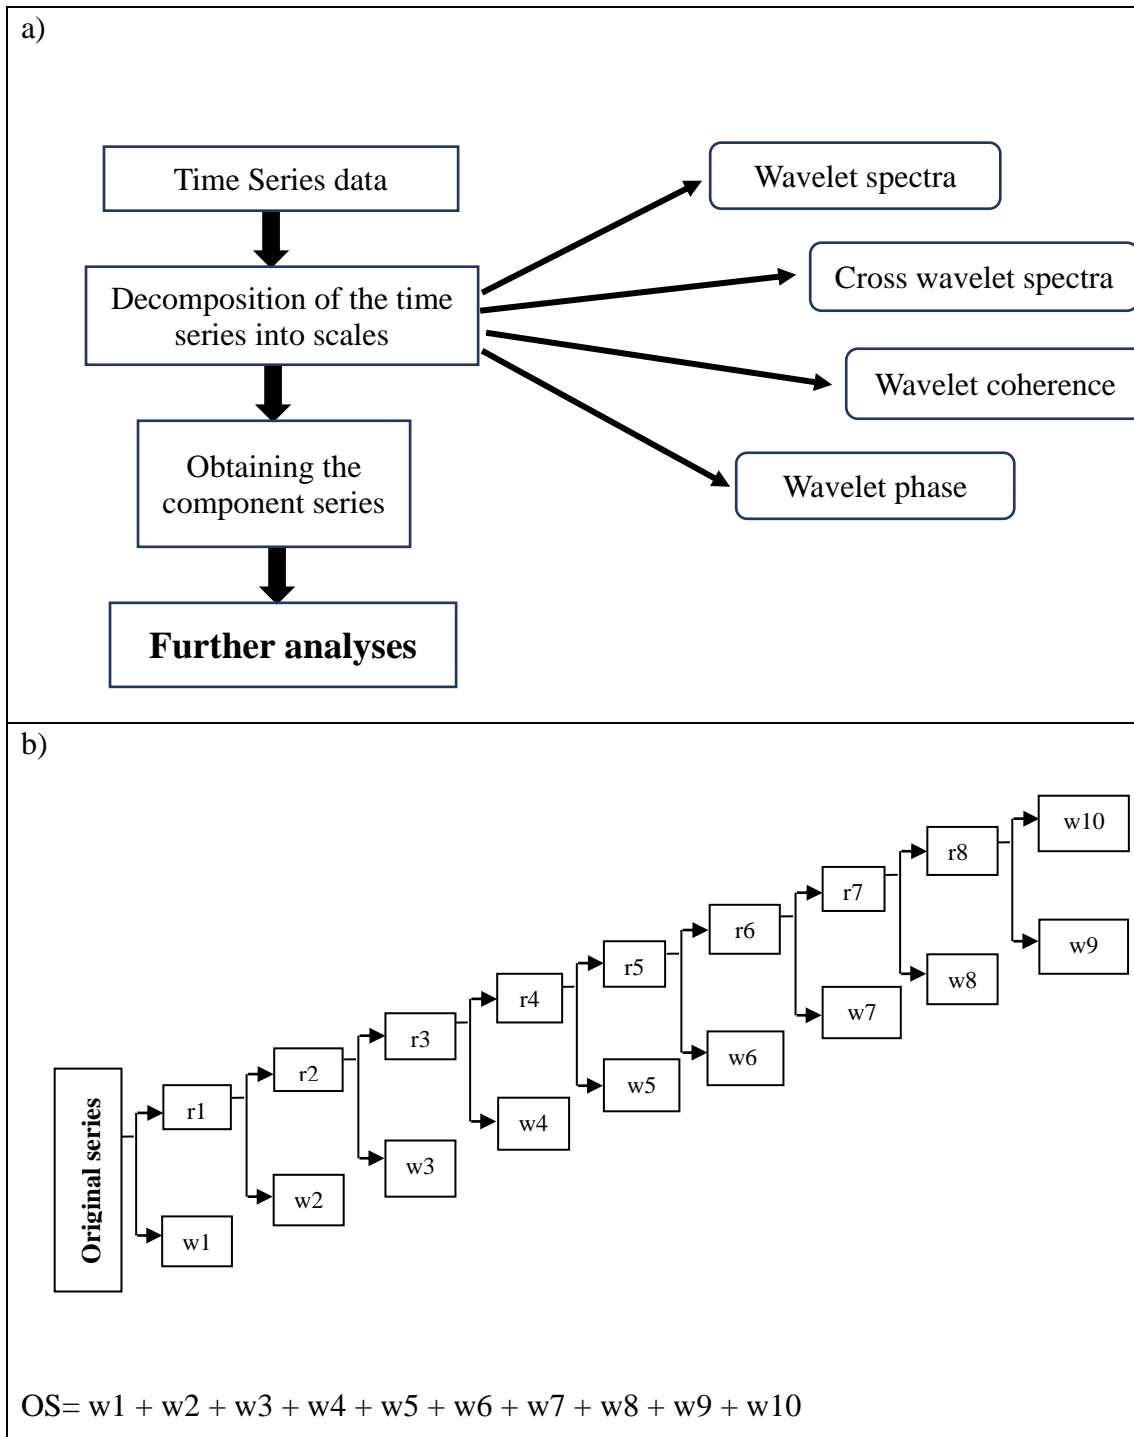 a)
Time Series data
Decomposition of the time
series into scales
Obtaining the
component series
Further analyses
Wavelet spectra
Cross wavelet spectra
Wavelet coherence
Wavelet phase
b)
Original series
r1
w1
r2
w2
r3
w3
r4
w4
r5
w5
r6
w6
r7
w7
r8
w8
w10
w9
OS= w1 + w2 + w3 + w4 + w5 + w6 + w7 + w8 + w9 + w10